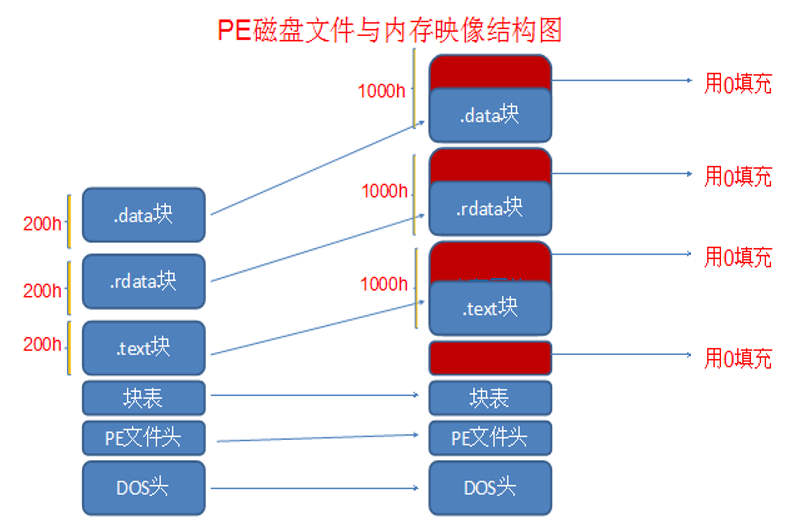 PE磁盘文件与内存映像结构图
1000h
用0填充
.data块
1000h
用0填充
.data块
200h
.rdata块
用0填充
.rdata块
200h
1000h
.text块
.text块
200h
用0填充
块表
块表
PE文件头
PE文件头
DOS头
DOS头